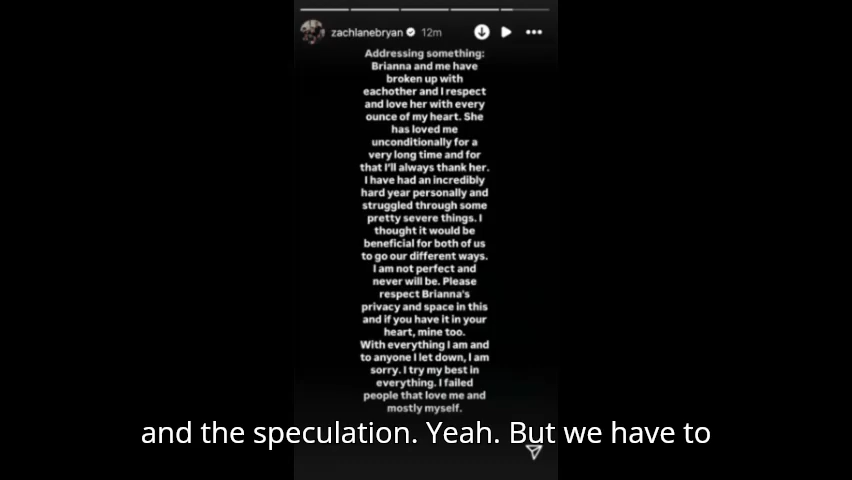 zachlanebryan 12m
Addressing something:
Brianna and me have
broken up with
eachother and I respect
and love her with every
ounce of my heart. She
has loved me
unconditionally for a
very long time and for
that I'll always thank her.
I have had an incredibly
hard year personally and
struggled through some
pretty severe things. I
thought it would be
beneficial for both of us
to go our different ways.
I am not perfect and
never will be. Please
respect Brianna's
privacy and space in this
and if you have it in your
heart, mine too.
With everything I am and
to anyone I let down, I am
sorry. I try my best in
everything. I failed
people that love me and
mostly myself.
and the speculation. Yeah. But we have to